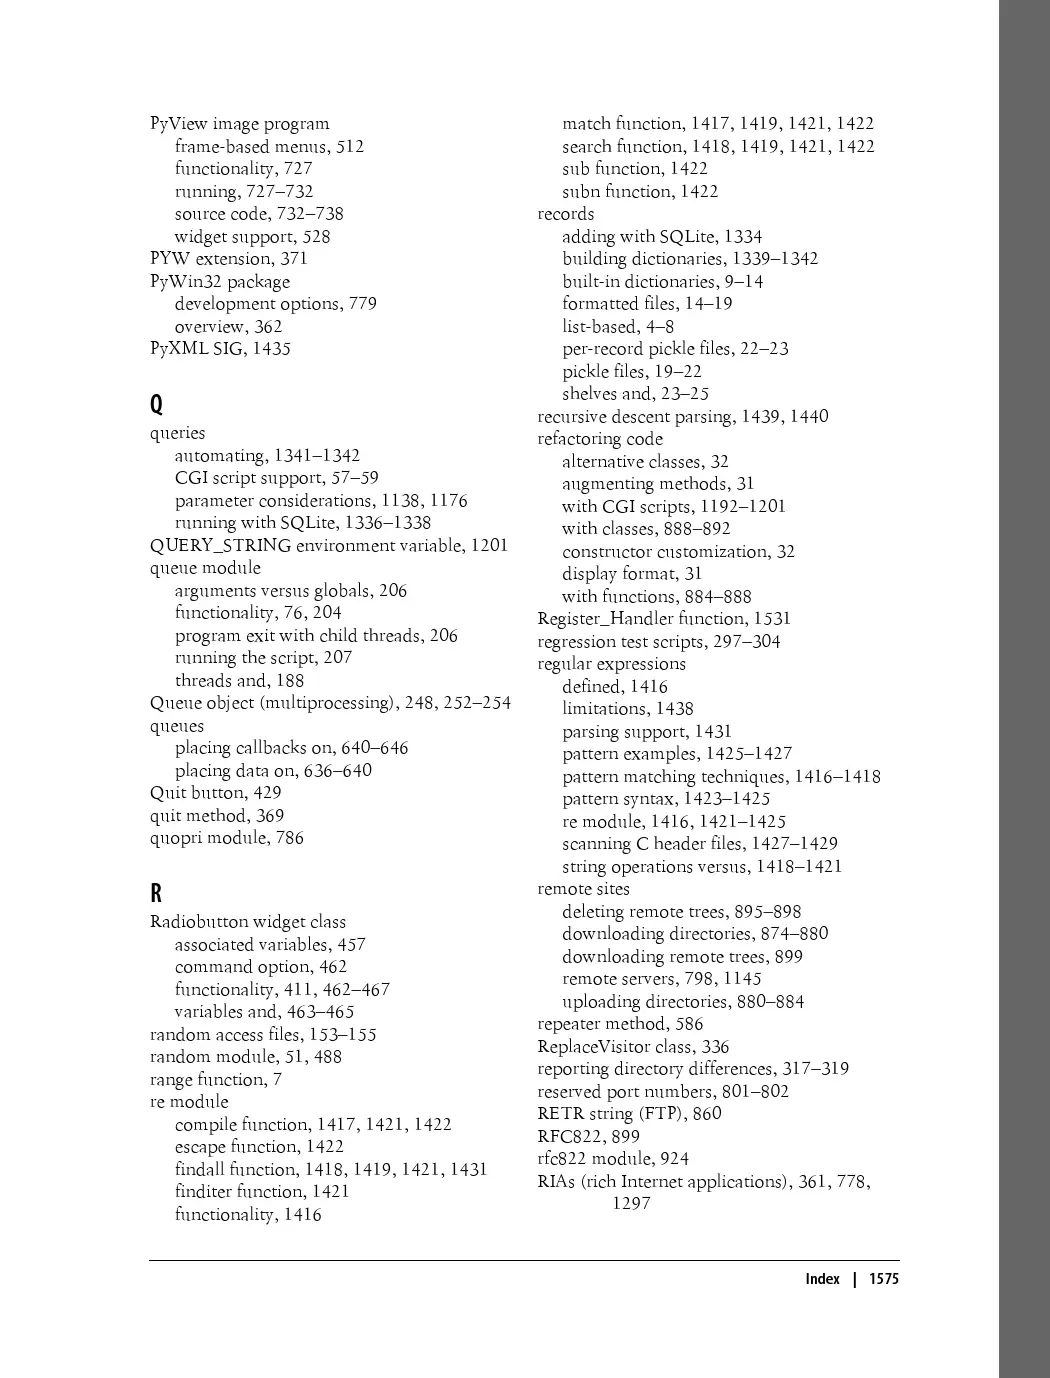 PyView image program
frame-based menus, 512
functionality, 727
running, 727–732
source code, 732–738
widget support, 528
PYW extension, 371
PyWin32 package
development options, 779
overview, 362
PyXML SIG, 1435
Q
queries
automating, 1341–1342
CGI script support, 57–59
parameter considerations, 1138, 1176
running with SQLite, 1336–1338
QUERY_STRING environment variable, 1201
queue module
arguments versus globals, 206
functionality, 76, 204
program exit with child threads, 206
running the script, 207
threads and, 188
Queue object (multiprocessing), 248, 252–254
queues
placing callbacks on, 640–646
placing data on, 636–640
Quit button, 429
quit method, 369
quopri module, 786
R
Radiobutton widget class
associated variables, 457
command option, 462
functionality, 411, 462–467
variables and, 463–465
random access files, 153–155
random module, 51, 488
range function, 7
re module
compile function, 1417, 1421, 1422
escape function, 1422
findall function, 1418, 1419, 1421, 1431
finditer function, 1421
functionality, 1416
match function, 1417, 1419, 1421, 1422
search function, 1418, 1419, 1421, 1422
sub function, 1422
subn function, 1422
records
adding with SQLite, 1334
building dictionaries, 1339–1342
built-in dictionaries, 9–14
formatted files, 14–19
list-based, 4–8
per-record pickle files, 22–23
pickle files, 19–22
shelves and, 23–25
recursive descent parsing, 1439, 1440
refactoring code
alternative classes, 32
augmenting methods, 31
with CGI scripts, 1192–1201
with classes, 888–892
constructor customization, 32
display format, 31
with functions, 884–888
Register_Handler function, 1531
regression test scripts, 297–304
regular expressions
defined, 1416
limitations, 1438
parsing support, 1431
pattern examples, 1425–1427
pattern matching techniques, 1416–1418
pattern syntax, 1423–1425
re module, 1416, 1421–1425
scanning C header files, 1427–1429
string operations versus, 1418–1421
remote sites
deleting remote trees, 895–898
downloading directories, 874–880
downloading remote trees, 899
remote servers, 798, 1145
uploading directories, 880–884
repeater method, 586
ReplaceVisitor class, 336
reporting directory differences, 317–319
reserved port numbers, 801–802
RETR string (FTP), 860
RFC822, 899
rfc822 module, 924
RIAs (rich Internet applications), 361, 778,
1297
Index | 1575